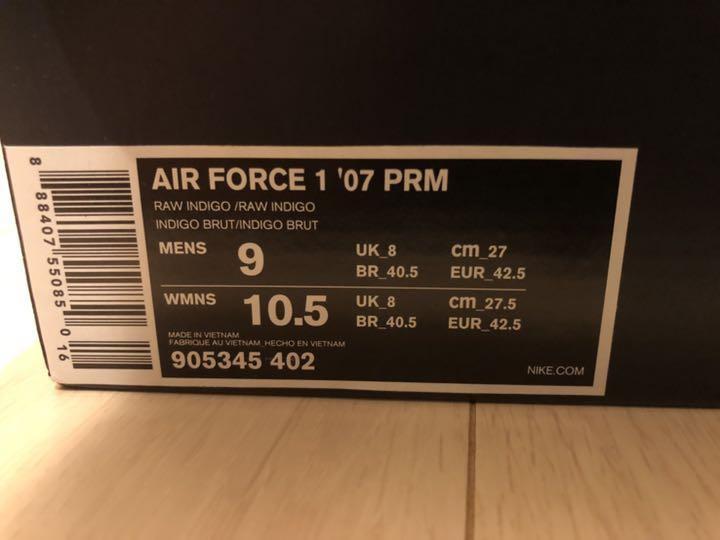 AIR FORCE 1 '07 PRM
RAW INDIGO /RAW INDIGO
INDIGO BRUT/INDIGO BRUT
MENS 9 UK_8 cm_27
BR_40.5 EUR_42.5
WMNS 10.5 UK_8 cm_27.5
BR_40.5 EUR_42.5
MADE IN VIETNAM
FABRIQUE AU VIETNAM_HECHO EN VIETNAM
905345 402
NIKE.COM
8 88407 55085 0 16